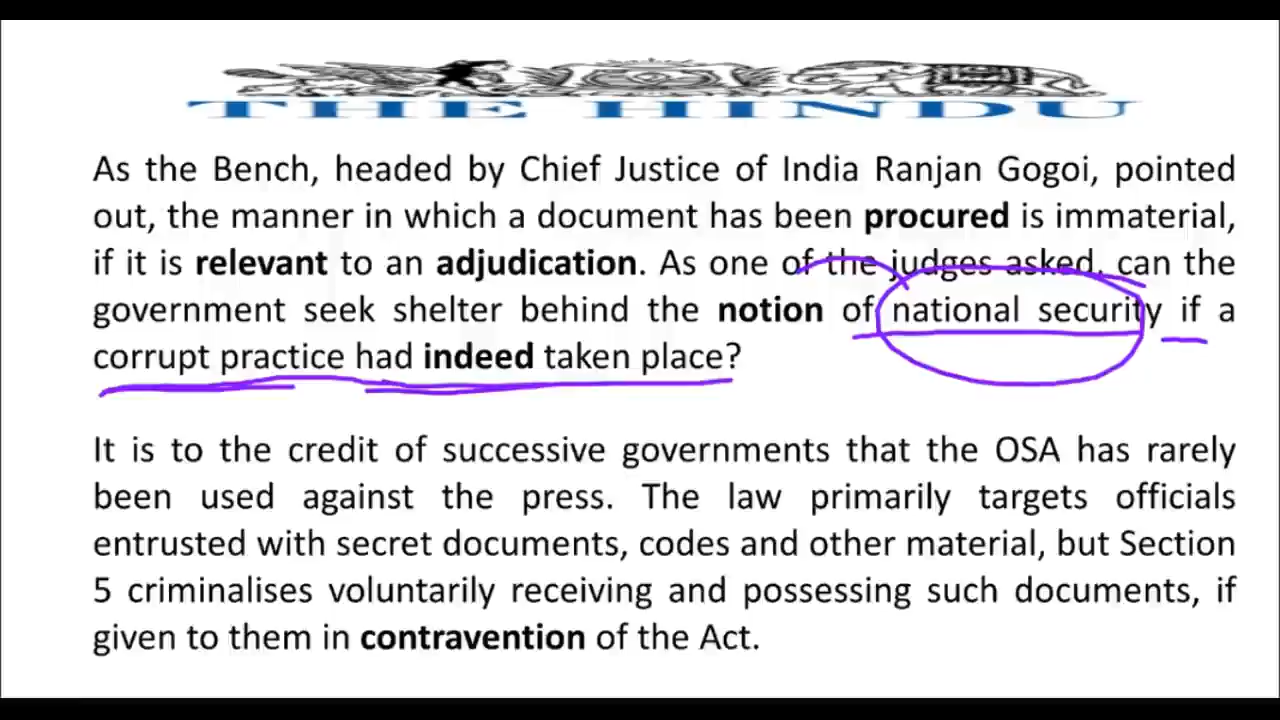 THE HINDU
As the Bench, headed by Chief Justice of India Ranjan Gogoi, pointed
out, the manner in which a document has been procured is immaterial,
if it is relevant to an adjudication. As one of the judges asked, can the
government seek shelter behind the notion of national security if a
corrupt practice had indeed taken place?
It is to the credit of successive governments that the OSA has rarely
been used against the press. The law primarily targets officials
entrusted with secret documents, codes and other material, but Section
5 criminalises voluntarily receiving and possessing such documents, if
given to them in contravention of the Act.